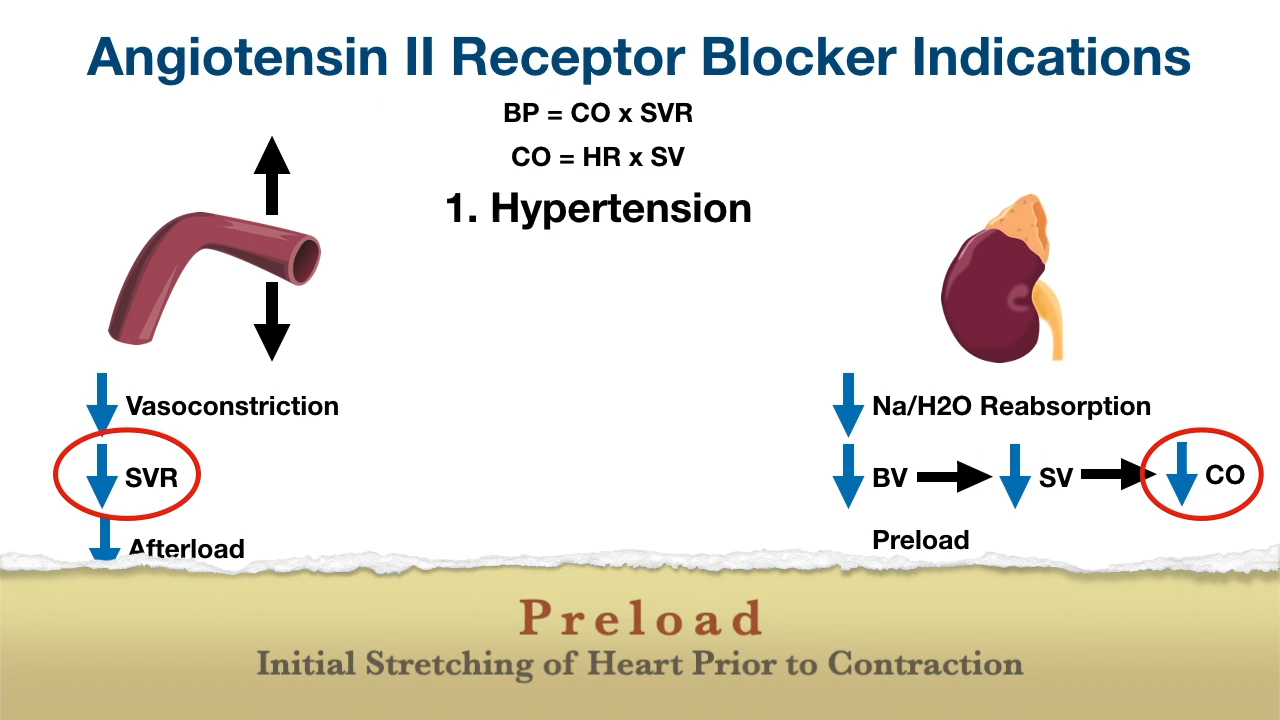 Angiotensin II Receptor Blocker Indications
BP = CO x SVR
CO = HR x SV
1. Hypertension
Vasoconstriction
SVR
Afterload
Na/H2O Reabsorption
BV SV CO
Preload
Preload
Initial Stretching of Heart Prior to Contraction